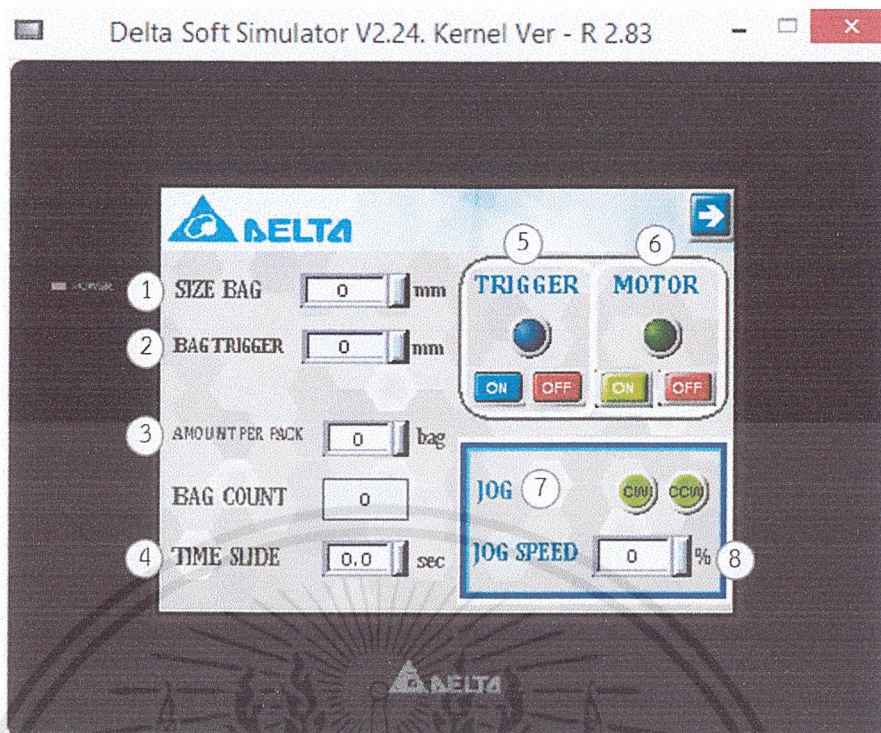 Delta Soft Simulator V2.24. Kernel Ver - R 2.83
DELTA
POWER
1 SIZE BAG 0 mm
2 BAG TRIGGER 0 mm
3 AMOUNT PER PACK 0 bag
BAG COUNT 0
4 TIME SLIDE 0.0 sec
5 6
TRIGGER MOTOR
ON OFF ON OFF
JOG 7 CW CCW
JOG SPEED 0 % 8
DELTA